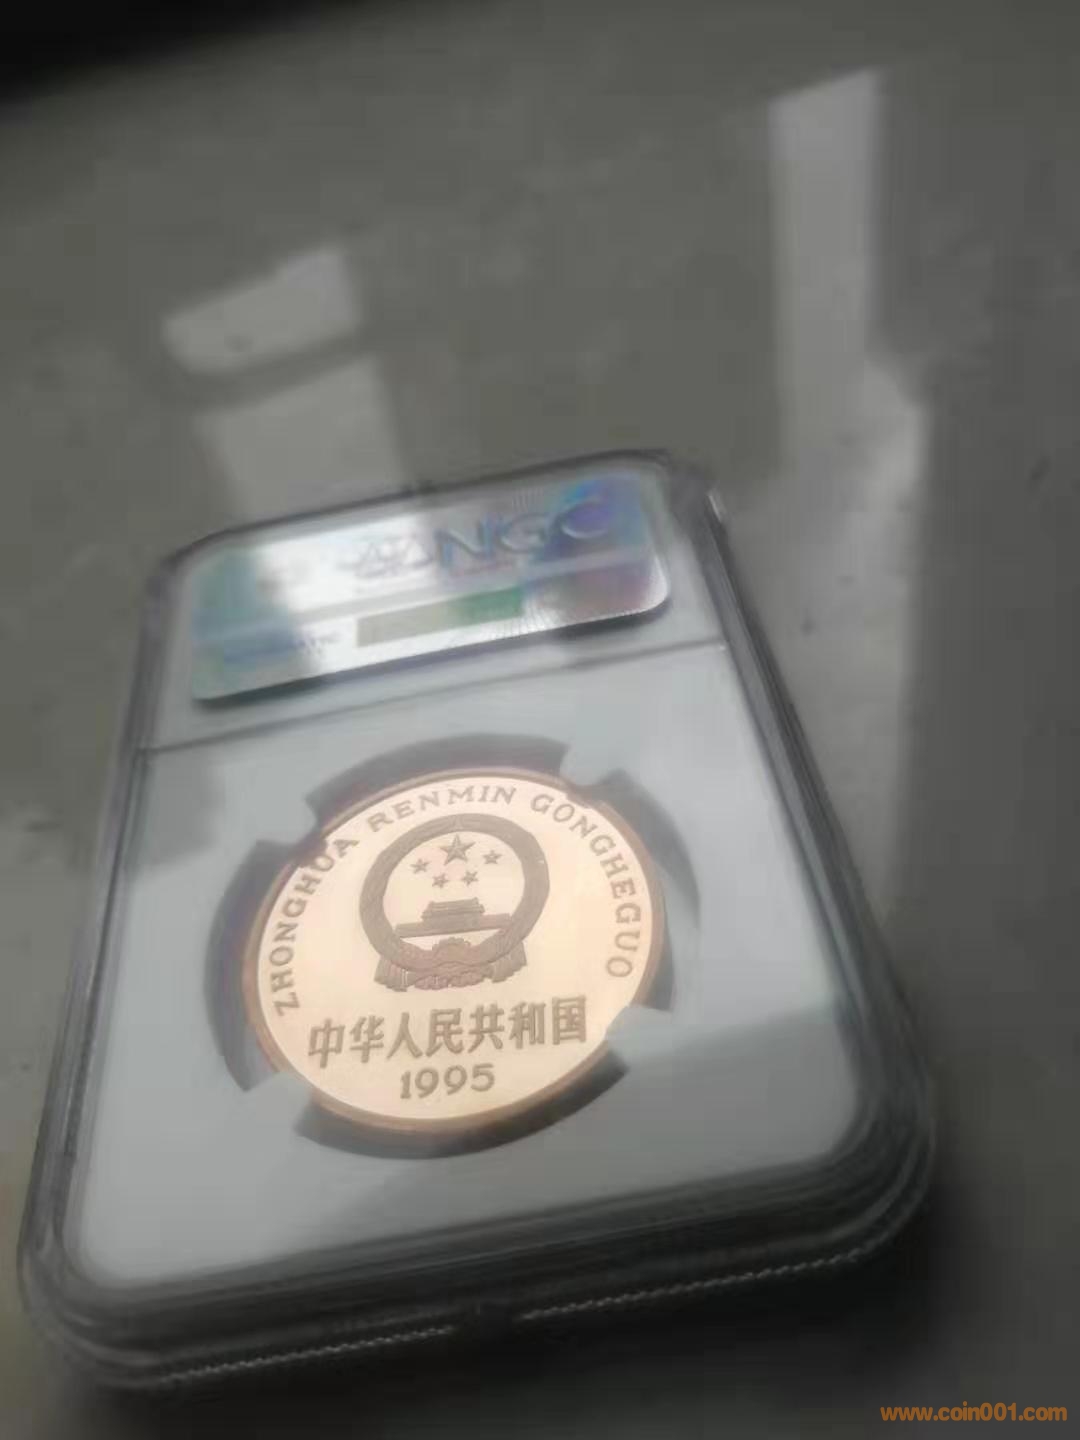 NGC
ZHONGHUA RENMIN GONGHEGUO
中华人民共和国
1995
www.coin001.com